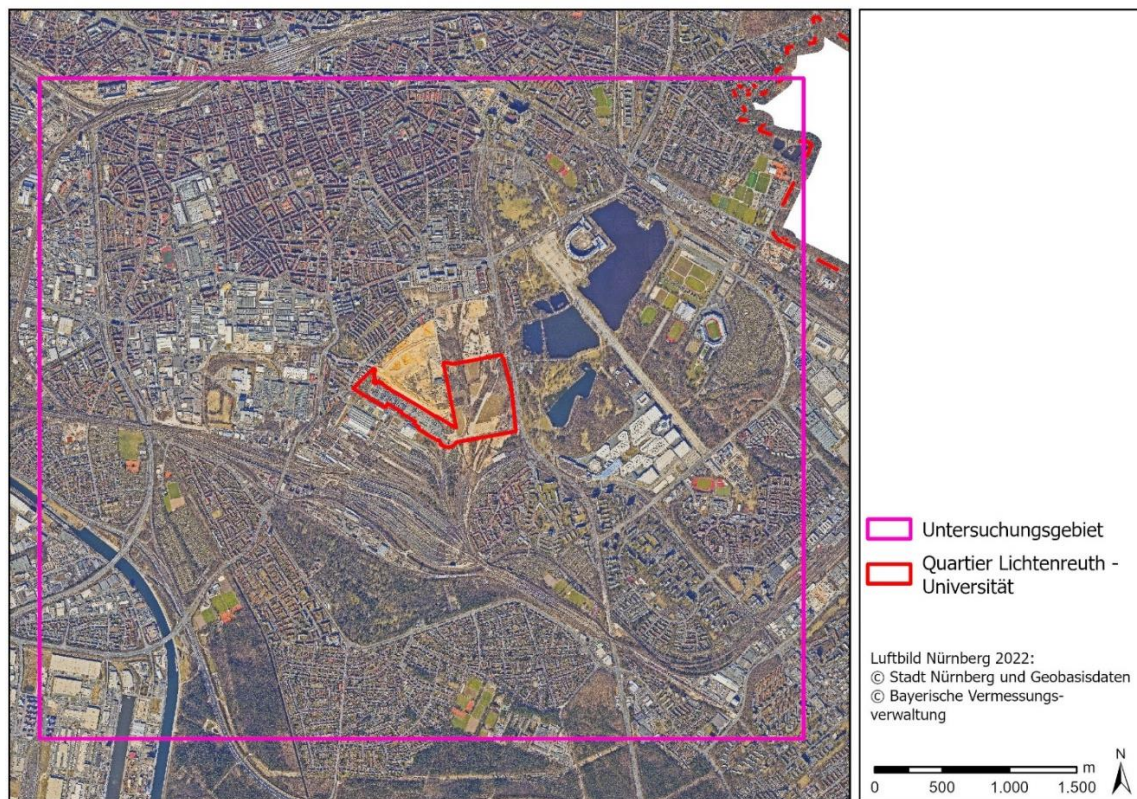 Untersuchungsgebiet
Quartier Lichtenreuth -
Universität
Luftbild Nürnberg 2022:
© Stadt Nürnberg und Geobasisdaten
© Bayerische Vermessungs-
verwaltung
N
m
0 500 1.000 1.500